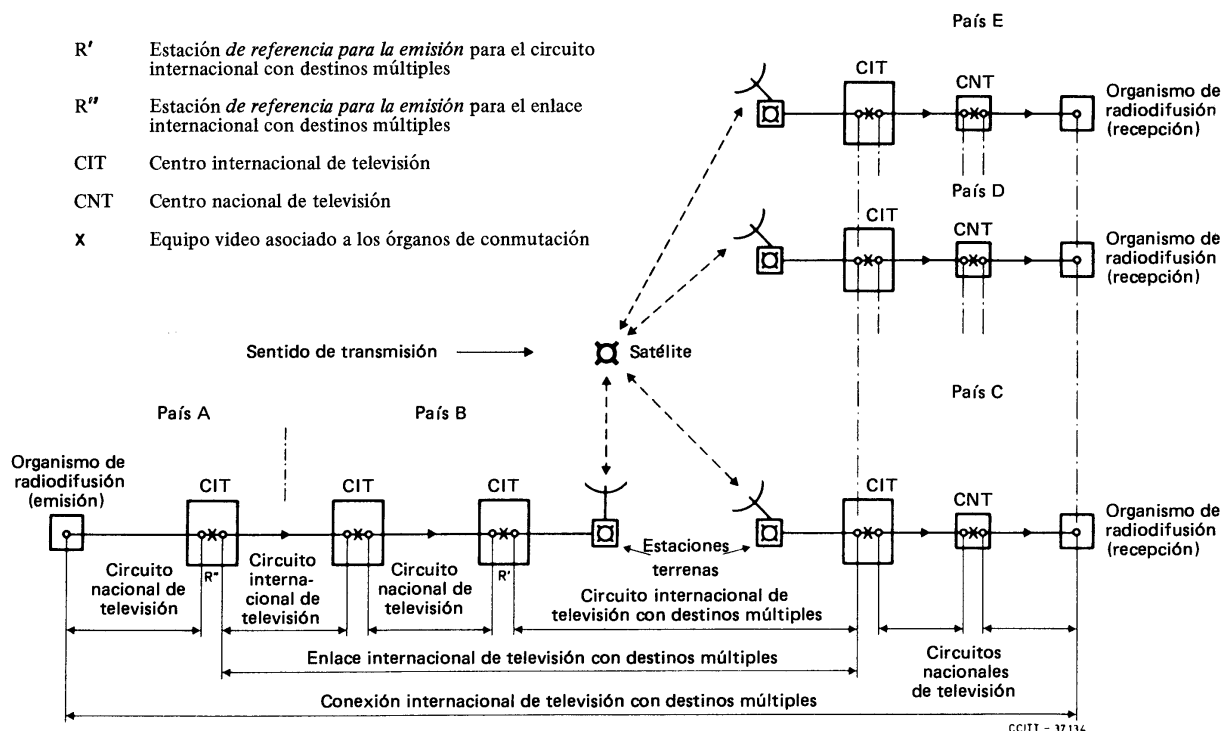 País E
R' Estación de referencia para la emisión para el circuito
internacional con destinos múltiples
R" Estación de referencia para la emisión para el enlace
internacional con destinos múltiples
CIT Centro internacional de televisión
CNT Centro nacional de televisión
X Equipo video asociado a los órganos de conmutación
CIT
CNT
Organismo de
radiodifusión
(recepción)
País D
CIT
CNT
Organismo de
radiodifusión
(recepción)
Sentido de transmisión
Satélite
País C
País A
País B
Organismo de
radiodifusión
(emisión)
CIT
CIT
CIT
CIT
CNT
Organismo de
radiodifusión
(recepción)
Estaciones
terrenas
R"
R'
Circuito
nacional de
televisión
Circuito
interna-
cional de
televisión
Circuito
nacional de
televisión
Circuito internacional de
televisión con destinos múltiples
Enlace internacional de televisión con destinos múltiples
Circuitos
nacionales
de televisión
Conexión internacional de televisión con destinos múltiples
CCITT - 37134